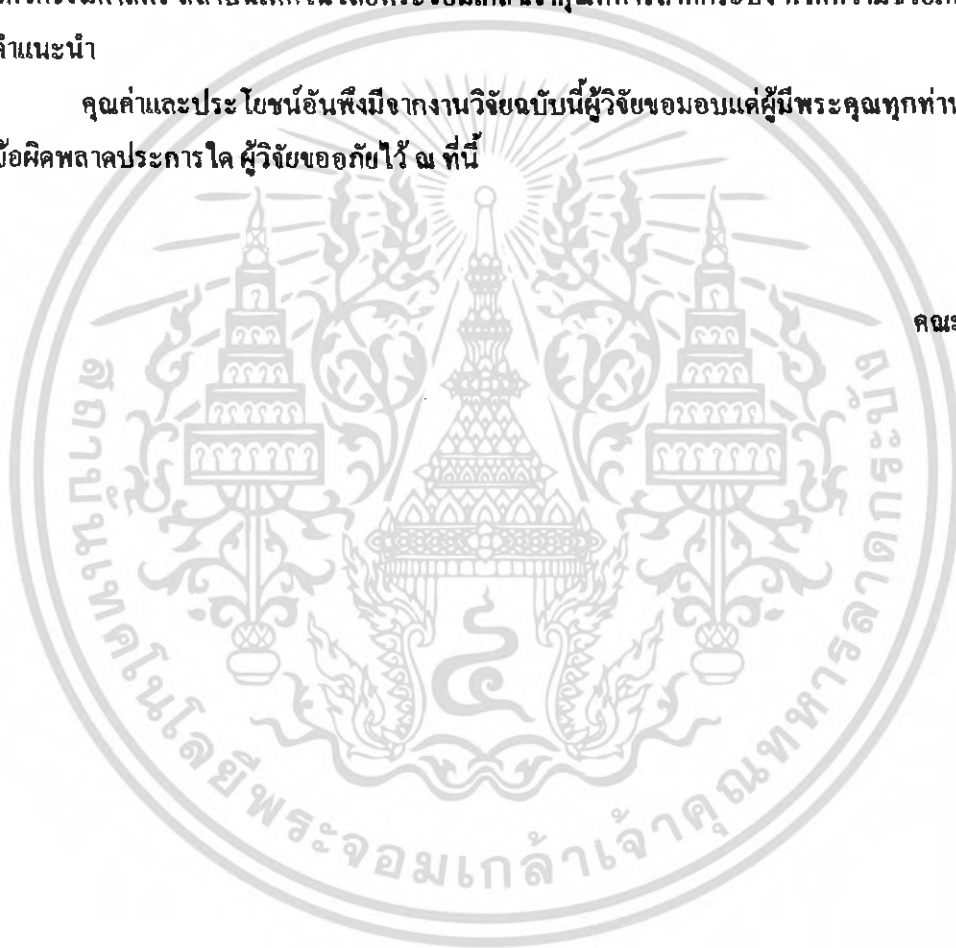 คำแนะนำ
คุณค่าและประโยชน์อันพึงมีจากงานวิจัยฉบับนี้ผู้วิจัยขอมอบแด่ผู้มีพระคุณทุกท่าน
ข้อผิดพลาดประการใด ผู้วิจัยขออภัยไว้ ณ ที่นี้
คณะ
สถาบันเทคโนโลยีพระจอมเกล้าเจ้าคุณทหารลาดกระบัง
๔